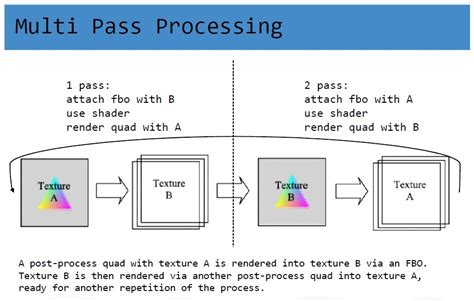 Multi Pass Processing
1 pass:
attach fbo with B
use shader
render quad with A
2 pass:
attach fbo with A
use shader
render quad with B
Texture
A
Texture
B
Texture
B
Texture
A
A post-process quad with texture A is rendered into texture B via an FBO.
Texture B is then rendered via another post-process quad into texture A,
ready for another repetition of the process.